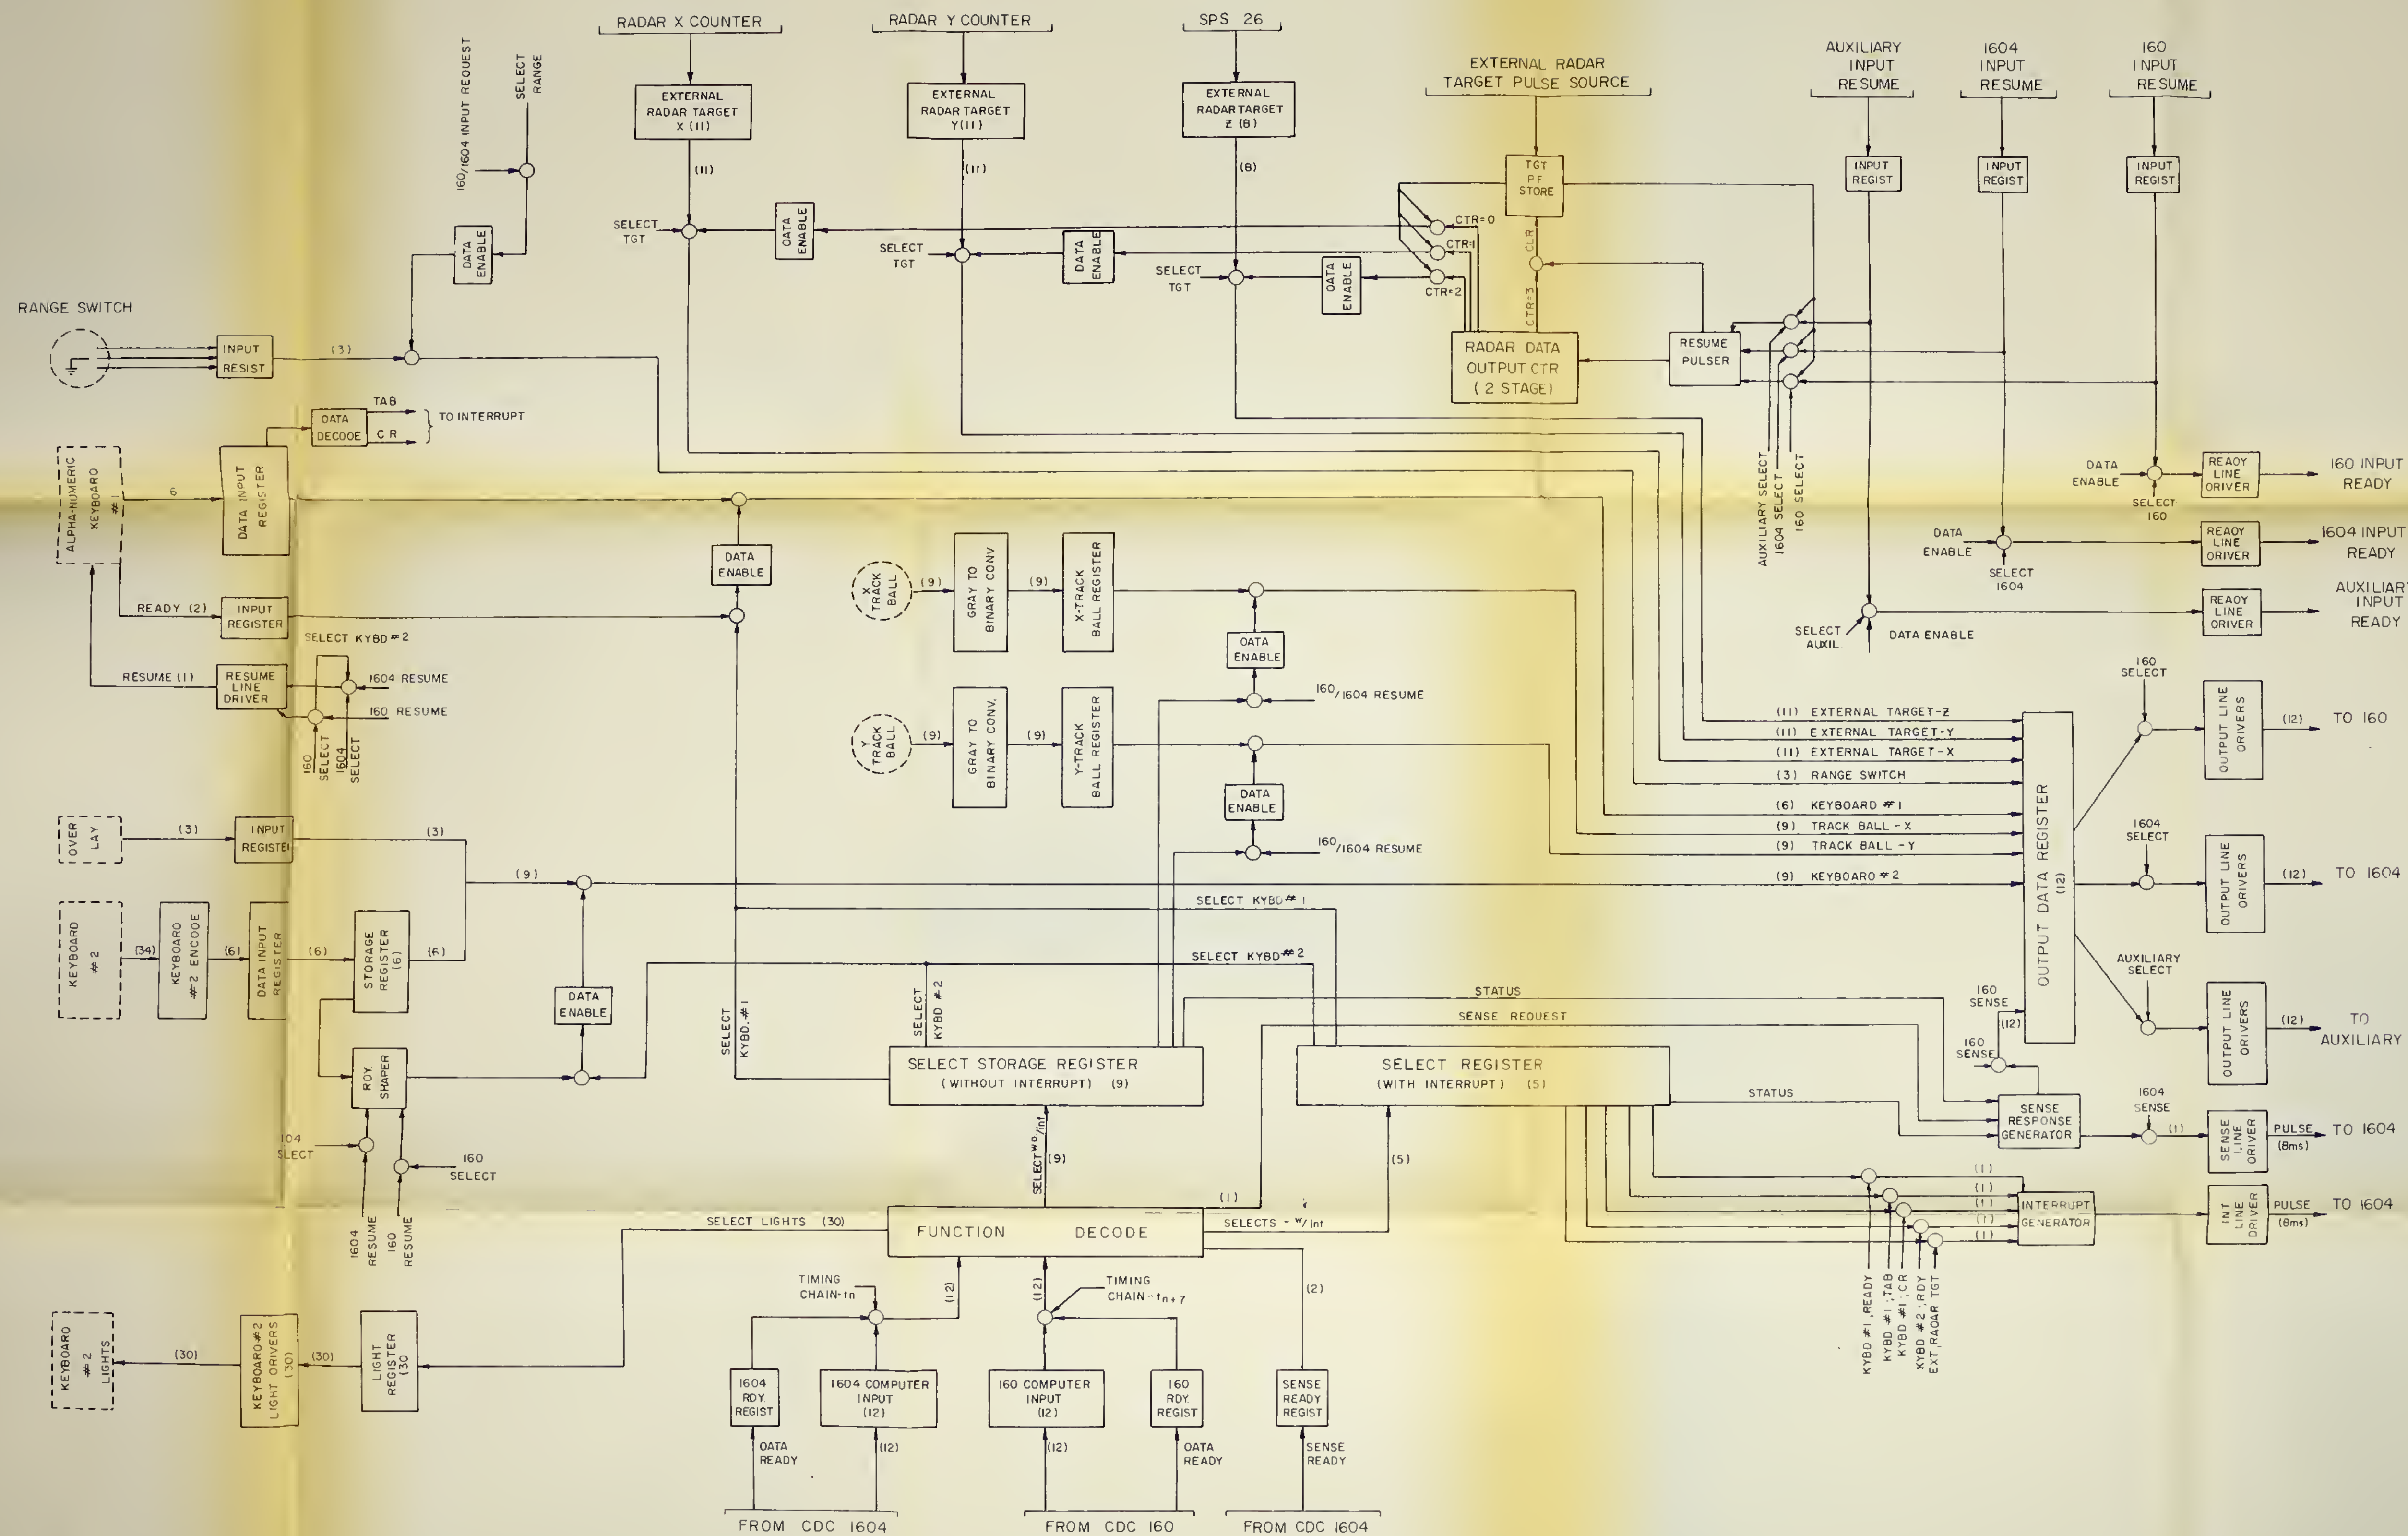 RADAR X COUNTER
RADAR Y COUNTER
SPS 26
EXTERNAL RADAR
TARGET PULSE SOURCE
AUXILIARY
INPUT
RESUME
1604
INPUT
RESUME
160
INPUT
RESUME
160/1604 INPUT REQUEST
SELECT
RANGE
EXTERNAL
RADAR TARGET
X (11)
EXTERNAL
RADAR TARGET
Y(11)
EXTERNAL
RADAR TARGET
Z (8)
TGT
PF
STORE
INPUT
REGIST
INPUT
REGIST
INPUT
REGIST
(11)
(11)
(8)
DATA
ENABLE
SELECT
TGT
DATA
ENABLE
SELECT
TGT
DATA
ENABLE
SELECT
TGT
DATA
ENABLE
CTR=0
CTR=1
CTR=2
CLR
CTR=3
RANGE SWITCH
INPUT
RESIST
(3)
RADAR DATA
OUTPUT CTR
(2 STAGE)
RESUME
PULSER
AUXILIARY SELECT
1604 SELECT
160 SELECT
DATA
DECODE
TAB
CR
TO INTERRUPT
ALPHA-NUMERIC
KEYBOARD
#1
6
DATA INPUT
REGISTER
DATA
ENABLE
READY (2)
INPUT
REGISTER
SELECT KYBD #2
RESUME (1)
RESUME
LINE
DRIVER
1604 RESUME
160 RESUME
160
SELECT
1604
SELECT
X
TRACK
BALL
(9)
GRAY TO
BINARY CONV
(9)
X-TRACK
BALL REGISTER
DATA
ENABLE
160/1604 RESUME
Y
TRACK
BALL
(9)
GRAY TO
BINARY CONV.
(9)
Y-TRACK
BALL REGISTER
DATA
ENABLE
160/1604 RESUME
DATA
ENABLE
SELECT
160
READY
LINE
DRIVER
160 INPUT
READY
DATA
ENABLE
SELECT
1604
READY
LINE
DRIVER
1604 INPUT
READY
SELECT
AUXIL.
DATA ENABLE
READY
LINE
DRIVER
AUXILIAR
INPUT
READY
(11) EXTERNAL TARGET-Z
(11) EXTERNAL TARGET-Y
(11) EXTERNAL TARGET-X
(3) RANGE SWITCH
(6) KEYBOARD #1
(9) TRACK BALL -X
(9) TRACK BALL -Y
(9) KEYBOARD #2
OUTPUT DATA REGISTER
(12)
160
SELECT
OUTPUT LINE
DRIVERS
(12)
TO 160
1604
SELECT
OUTPUT LINE
DRIVERS
(12)
TO 1604
AUXILIARY
SELECT
OUTPUT LINE
DRIVERS
(12)
TO
AUXILIARY
OVER
LAY
(3)
INPUT
REGISTE
(3)
(9)
KEYBOARD
#2
(34)
KEYBOARD
#2 ENCODE
(6)
DATA INPUT
REGISTER
(6)
STORAGE
REGISTER
(6)
(6)
DATA
ENABLE
RDY.
SHAPER
104
SLECT
160
SELECT
1604
RESUME
160
RESUME
SELECT KYBD #1
SELECT KYBD #2
SELECT
KYBD. #1
SELECT
KYBD #2
STATUS
SENSE REQUEST
SELECT STORAGE REGISTER
(WITHOUT INTERRUPT) (9)
SELECT REGISTER
(WITH INTERRUPT) (5)
STATUS
160
SENSE
(12)
160
SENSE
SENSE
RESPONSE
GENERATOR
1604
SENSE
(1)
SENSE
LINE
DRIVER
PULSE
(8ms)
TO 1604
SELECT wo/int
(9)
(5)
(1)
SELECTS - w/int
FUNCTION DECODE
SELECT LIGHTS (30)
(1)
(1)
(1)
(1)
(1)
INTERRUPT
GENERATOR
INT
LINE
DRIVER
PULSE
(8ms)
TO 1604
KYBD #1, READY
KYBD #1; TAB
KYBD #1; CR
KYBD #2; RDY
EXT, RADAR TGT
TIMING
CHAIN-tn
(12)
(12)
TIMING
CHAIN-tn+7
(2)
KEYBOARD
#2
LIGHTS
(30)
KEYBOARD #2
LIGHT DRIVERS
(30)
(30)
LIGHT
REGISTER
(30
1604
RDY.
REGIST
1604 COMPUTER
INPUT
(12)
160 COMPUTER
INPUT
(12)
160
RDY
REGIST
SENSE
READY
REGIST
DATA
READY
(12)
(12)
DATA
READY
SENSE
READY
FROM CDC 1604
FROM CDC 160
FROM CDC 1604